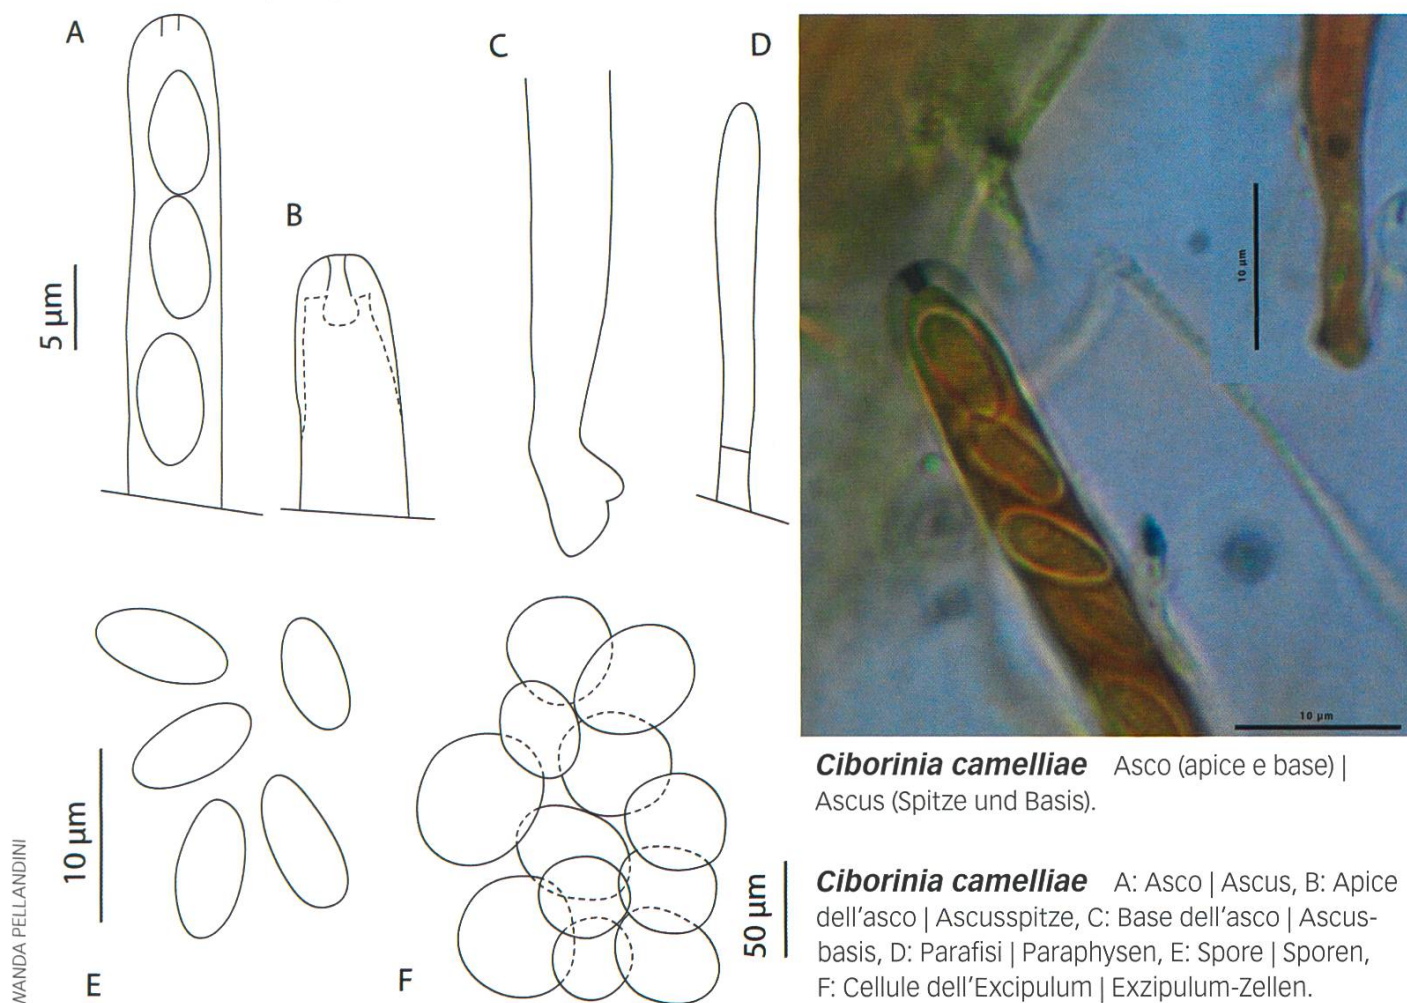 A
B
C
D
5 µm
10 µm
10 µm
E
F
10 µm
50 µm
WANDA PELLANDINI
Ciborinia camelliae Asco (apice e base) |
Ascus (Spitze und Basis).
Ciborinia camelliae A: Asco | Ascus, B: Apice
dell'asco | Ascusspitze, C: Base dell'asco | Ascus-
basis, D: Parafisi | Paraphysen, E: Spore | Sporen,
F: Cellule dell'Excipulum | Exzipulum-Zellen.